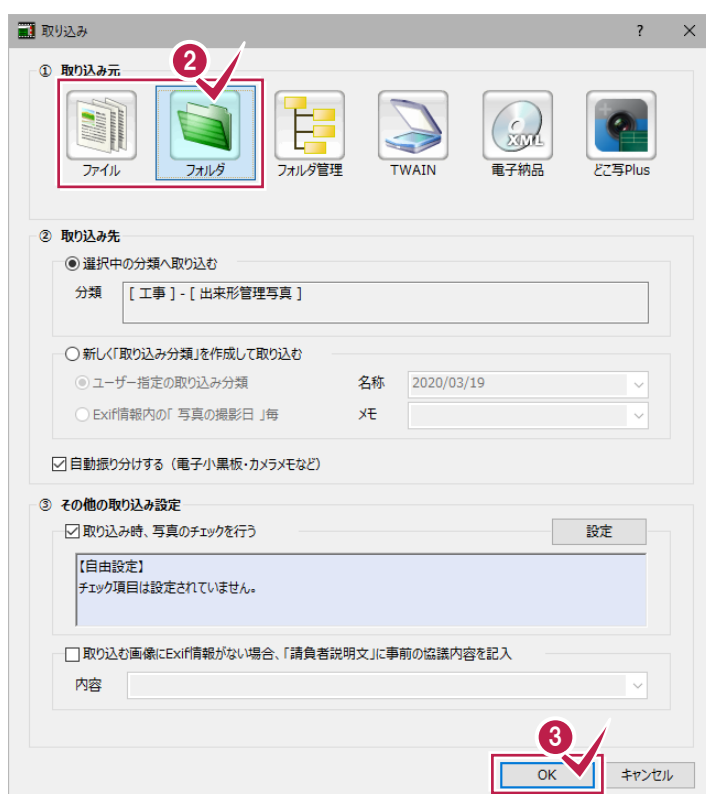 取り込み ? ×
① 取り込み元
2
ファイル フォルダ フォルダ管理 TWAIN 電子納品 どこ写Plus
XML
② 取り込み先
選択中の分類へ取り込む
分類 [ 工事 ] - [ 出来形管理写真 ]
新しく「取り込み分類」を作成して取り込む
ユーザー指定の取り込み分類 名称 2020/03/19
Exif情報内の「 写真の撮影日 」毎 メモ
自動振り分けする（電子小黒板・カメラメモなど）
③ その他の取り込み設定
取り込み時、写真のチェックを行う 設定
【自由設定】
チェック項目は設定されていません。
取り込む画像にExif情報がない場合、「請負者説明文」に事前の協議内容を記入
内容
3
OK キャンセル